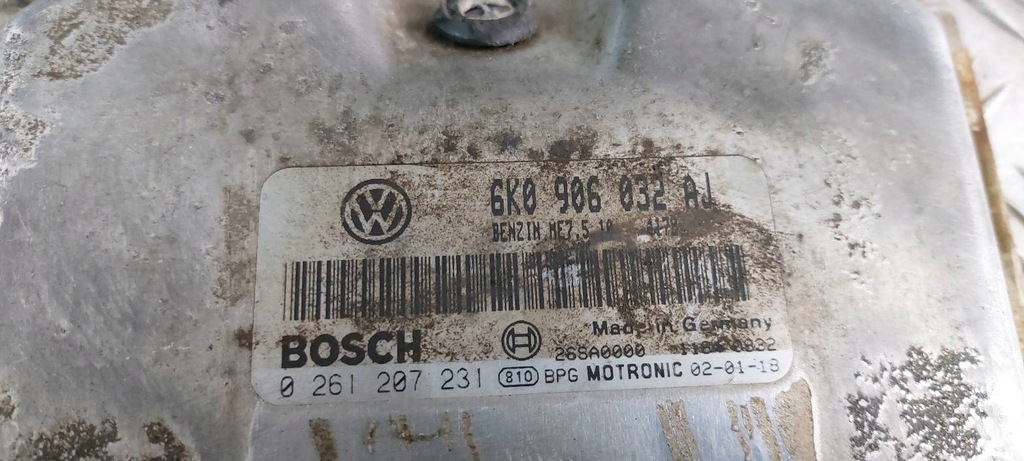 6K0 906 032 AJ
BENZIN ME7.5
BOSCH
Made in Germany
26SA0000
0 261 207 231 810 BPG MOTRONIC 02-01-18